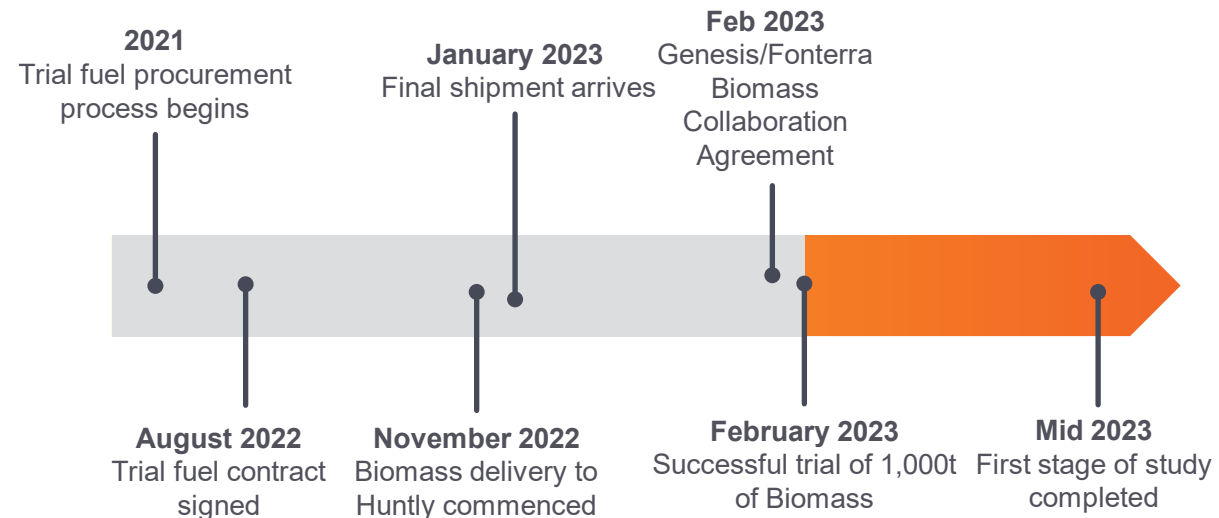 2021
Trial fuel procurement
process begins
January 2023
Final shipment arrives
Feb 2023
Genesis/Fonterra
Biomass
Collaboration
Agreement
August 2022
Trial fuel contract
signed
November 2022
Biomass delivery to
Huntly commenced
February 2023
Successful trial of 1,000t
of Biomass
Mid 2023
First stage of study
completed